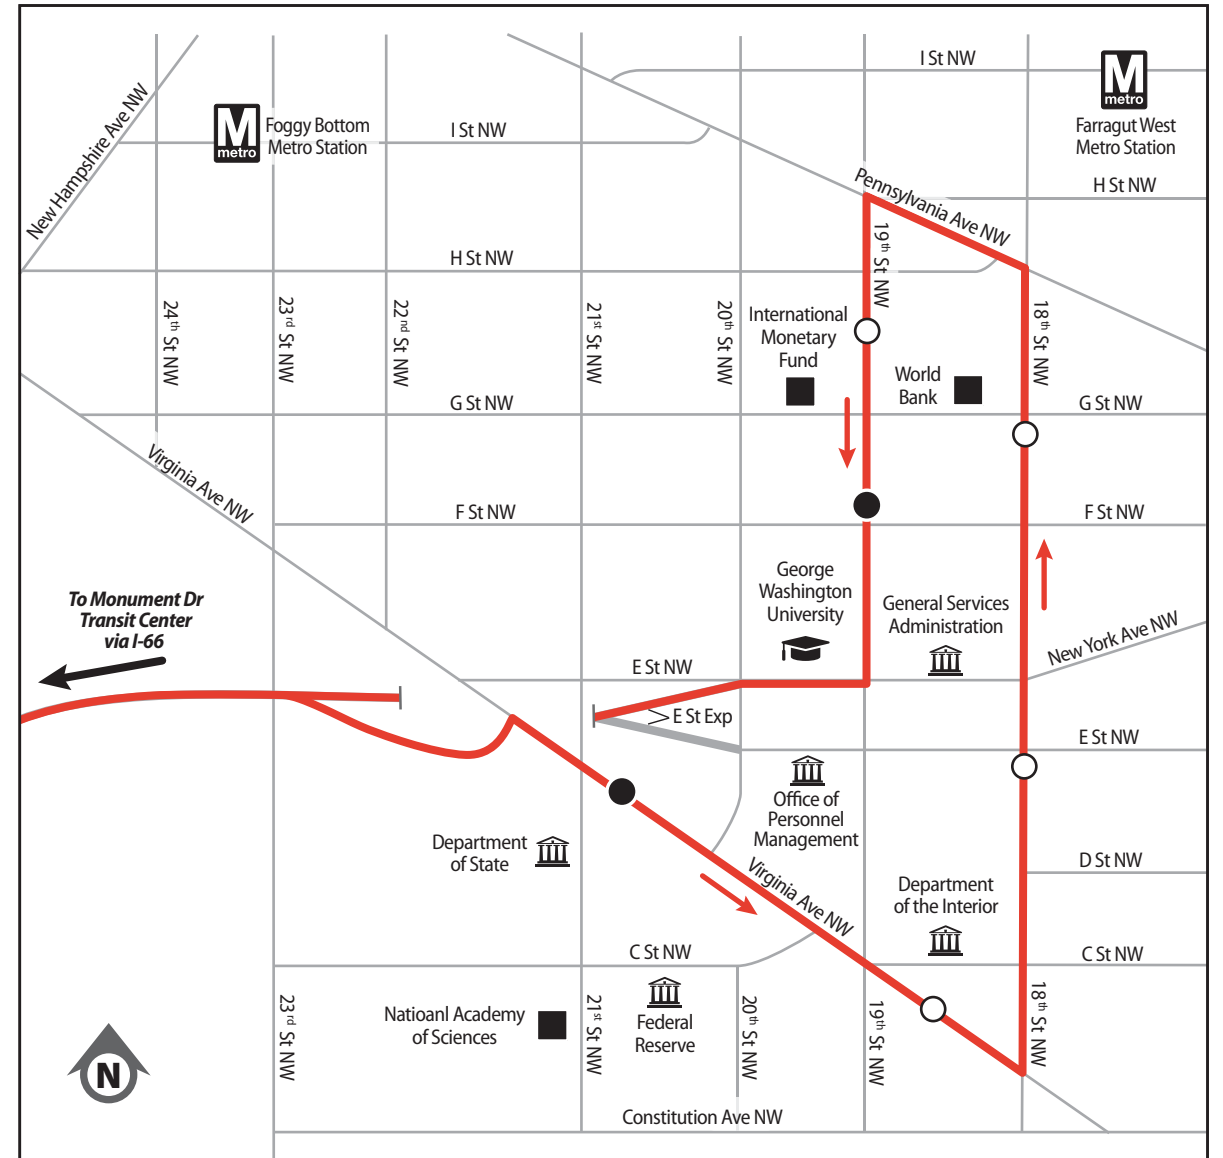 I St NW
M
metro
Farragut West
Metro Station
M
metro
Foggy Bottom
Metro Station
I St NW
New Hampshire Ave NW
Pennsylvania Ave NW
H St NW
19th St NW
H St NW
24th St NW
23rd St NW
22nd St NW
21st St NW
20th St NW
18th St NW
International
Monetary
Fund
World
Bank
G St NW
G St NW
Virginia Ave NW
F St NW
F St NW
George
Washington
University
General Services
Administration
To Monument Dr
Transit Center
via I-66
New York Ave NW
E St NW
E St Exp
E St NW
Office of
Personnel
Management
Department
of State
D St NW
Virginia Ave NW
Department
of the Interior
C St NW
C St NW
23rd St NW
21st St NW
20th St NW
19th St NW
18th St NW
Natioanl Academy
of Sciences
Federal
Reserve
N
Constitution Ave NW